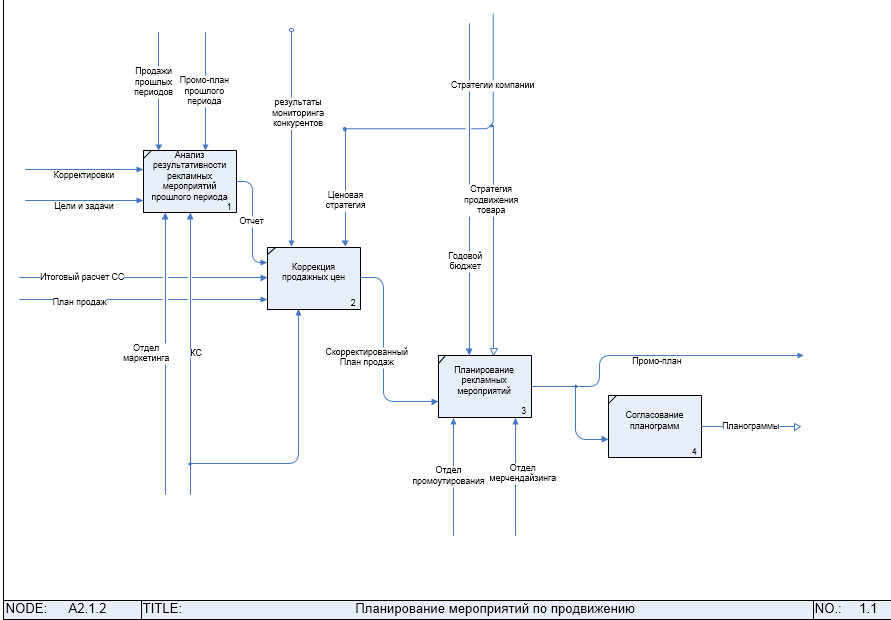 Продажи
прошлых
периодов
Промо-план
прошлого
периода
результаты
мониторинга
конкурентов
Стратегии компании
Анализ
результативности
рекламных
мероприятий
прошлого периода
1
Корректировки
Цели и задачи
Отчет
Ценовая
стратегия
Стратегия
продвижения
товара
Годовой
бюджет
Итоговый расчет СС
План продаж
Коррекция
продажных цен
2
Отдел
маркетинга
КС
Скорректированный
План продаж
Планирование
рекламных
мероприятий
3
Промо-план
Согласование
планограмм
4
Планограммы
Отдел
промоутирования
Отдел
мерчендайзинга
NODE: A2.1.2 TITLE: Планирование мероприятий по продвижению NO.: 1.1